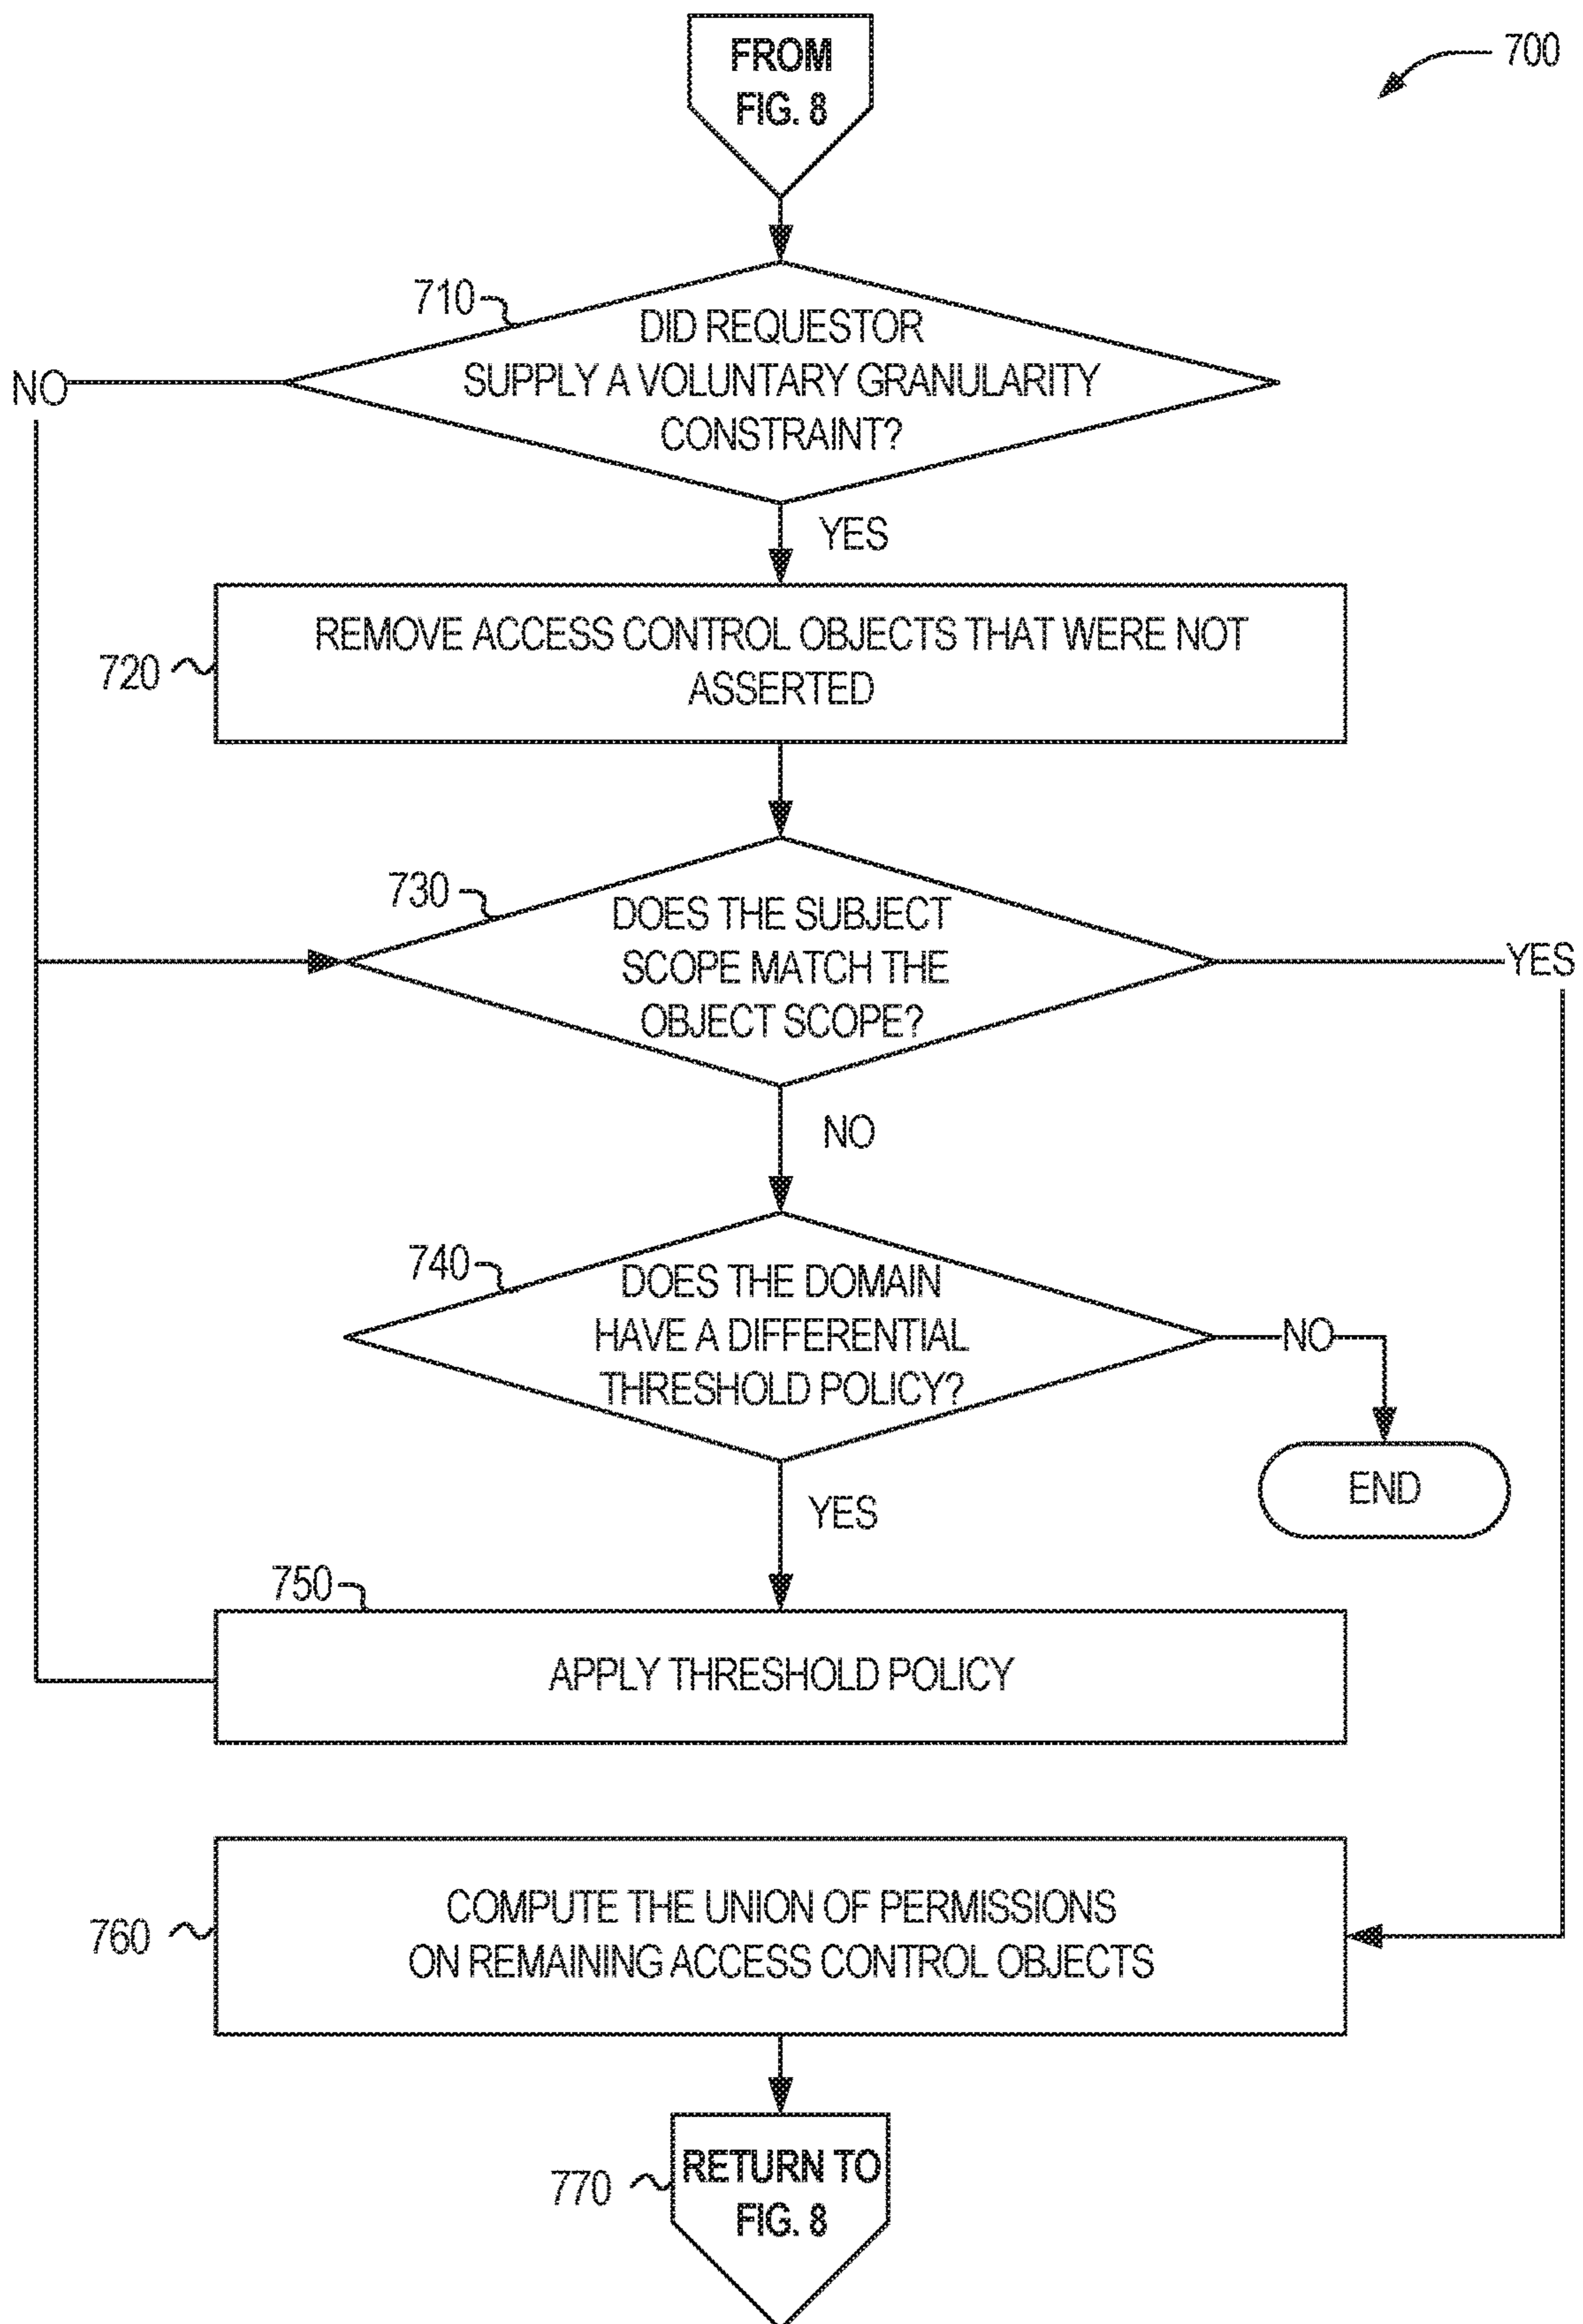 FROM
FIG. 8
700
710
DID REQUESTOR
SUPPLY A VOLUNTARY GRANULARITY
CONSTRAINT?
NO
YES
720
REMOVE ACCESS CONTROL OBJECTS THAT WERE NOT
ASSERTED
730
DOES THE SUBJECT
SCOPE MATCH THE
OBJECT SCOPE?
YES
NO
740
DOES THE DOMAIN
HAVE A DIFFERENTIAL
THRESHOLD POLICY?
NO
END
YES
750
APPLY THRESHOLD POLICY
760
COMPUTE THE UNION OF PERMISSIONS
ON REMAINING ACCESS CONTROL OBJECTS
770
RETURN TO
FIG. 8